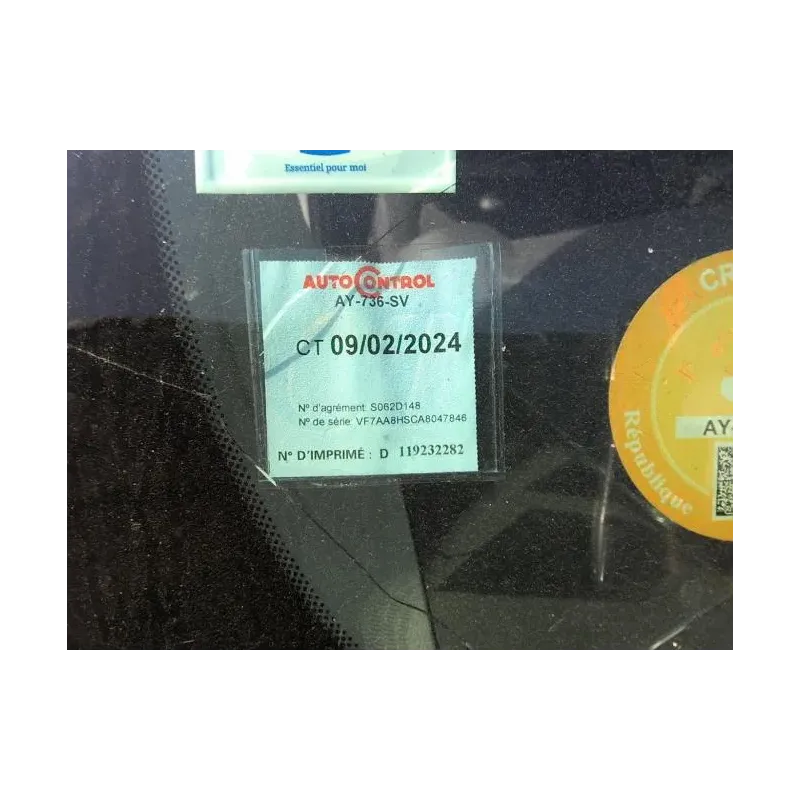 Essentiel pour moi
AUTOCONTROL
AY-736-SV
CT 09/02/2024
N° d'agrément: S062D148
N° de série: VF7AA8HSCA8047846
N° D'IMPRIMÉ : D 119232282
CR
AY-
République